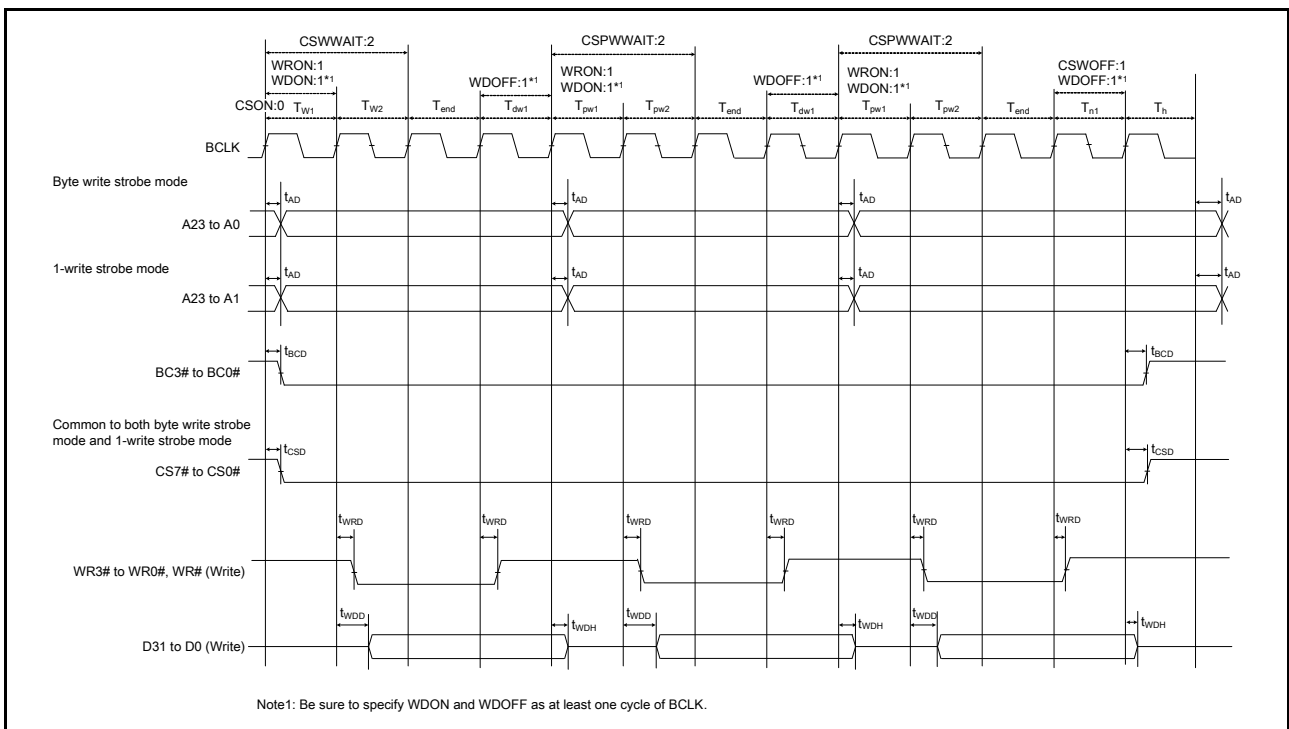 CSWWAIT:2 CSPWWAIT:2 CSPWWAIT:2
WRON:1 WRON:1 WRON:1 CSWOFF:1
WDON:1*1 WDOFF:1*1 WDON:1*1 WDOFF:1*1 WDON:1*1 WDOFF:1*1
CSON:0 TW1 TW2 Tend Tdw1 Tpw1 Tpw2 Tend Tdw1 Tpw1 Tpw2 Tend Tn1 Th
BCLK
Byte write strobe mode
tAD tAD tAD tAD
A23 to A0
1-write strobe mode
tAD tAD tAD tAD
A23 to A1
tBCD tBCD
BC3# to BC0#
Common to both byte write strobe
mode and 1-write strobe mode
tCSD tCSD
CS7# to CS0#
tWRD tWRD tWRD tWRD tWRD tWRD
WR3# to WR0#, WR# (Write)
tWDD tWDH tWDD tWDH tWDD tWDH
D31 to D0 (Write)
Note1: Be sure to specify WDON and WDOFF as at least one cycle of BCLK.